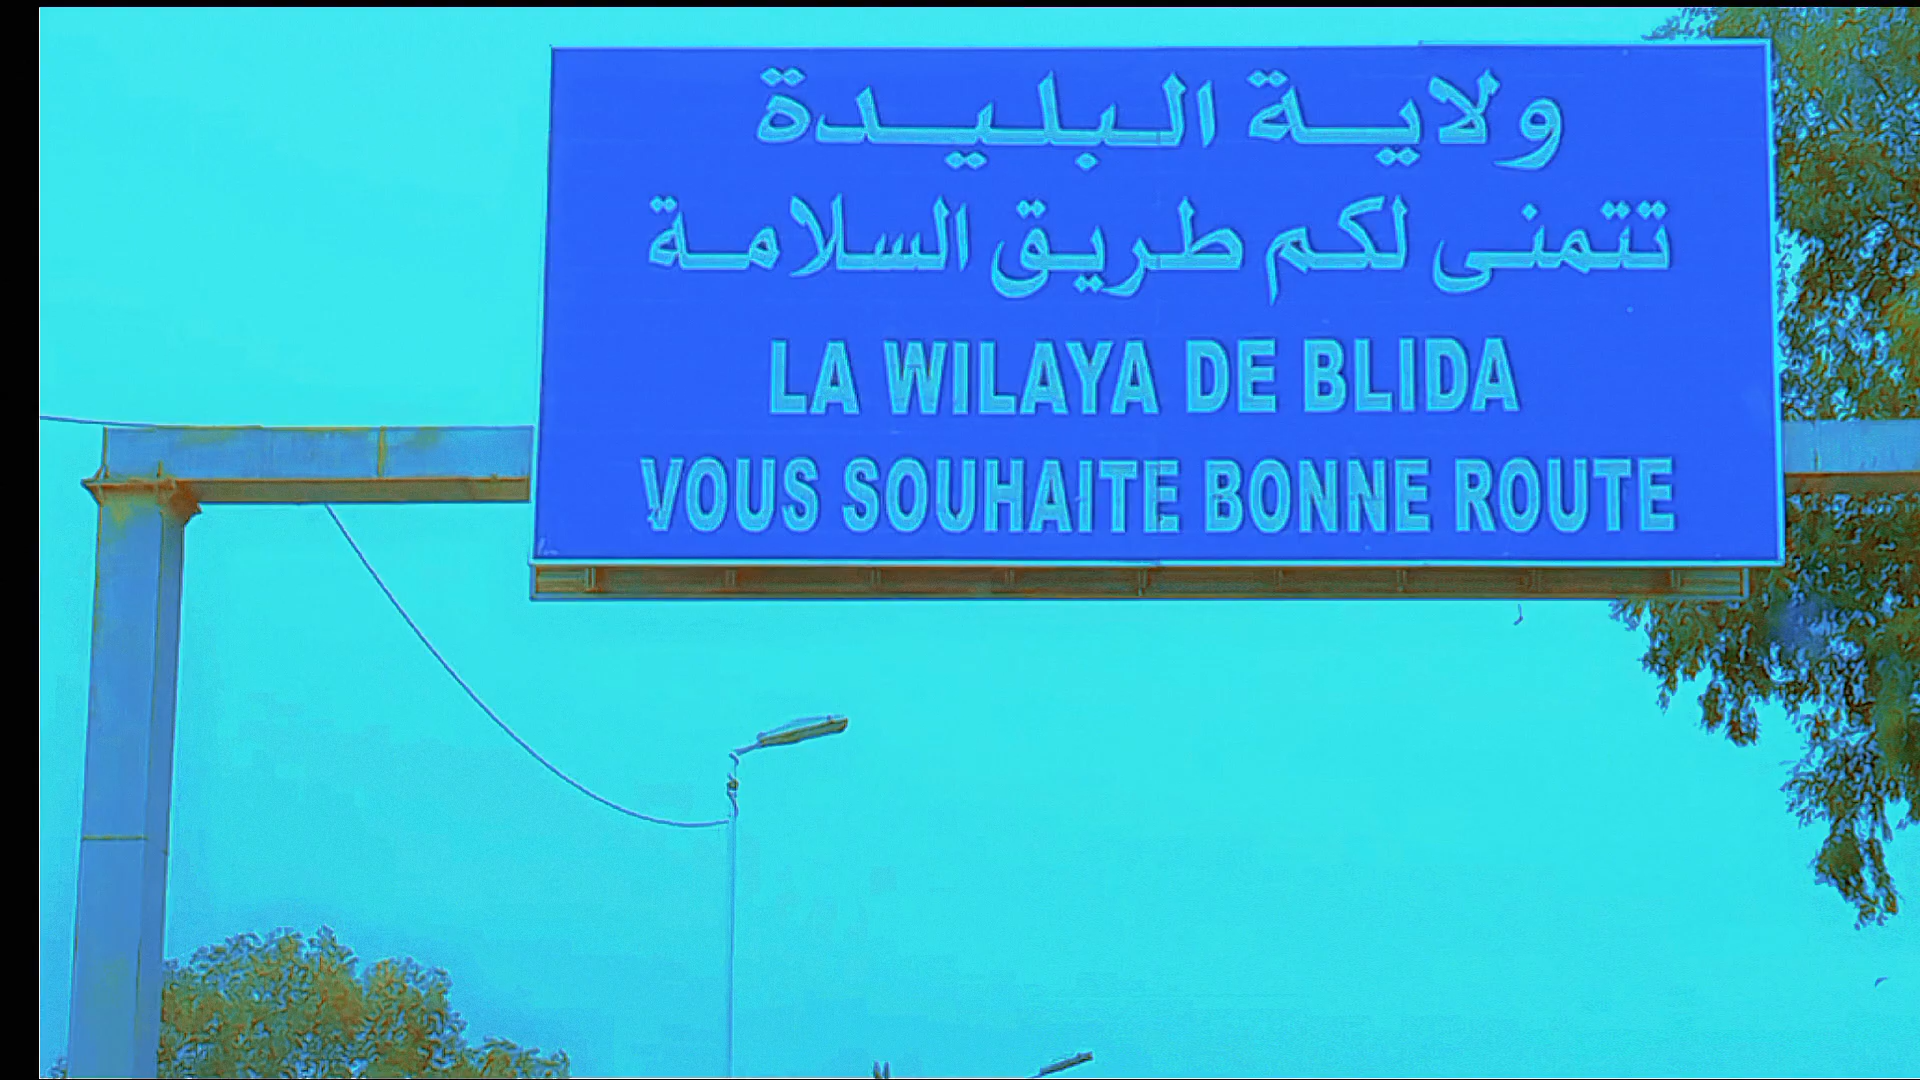 ولاية البليدة
تتمنى لكم طريق السلامة
LA WILAYA DE BLIDA
VOUS SOUHAITE BONNE ROUTE